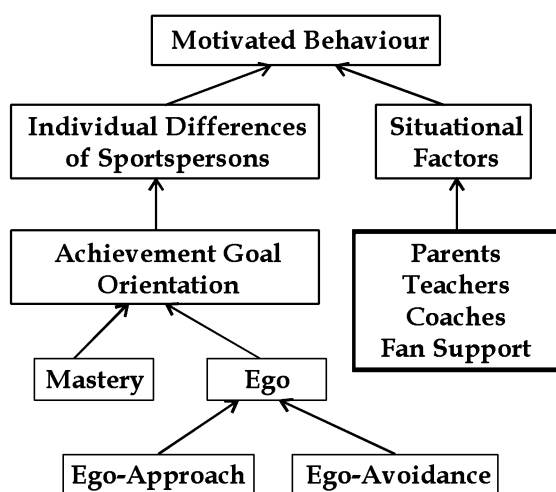 Motivated Behaviour
Individual Differences
of Sportspersons
Situational
Factors
Achievement Goal
Orientation
Parents
Teachers
Coaches
Fan Support
Mastery
Ego
Ego-Approach
Ego-Avoidance